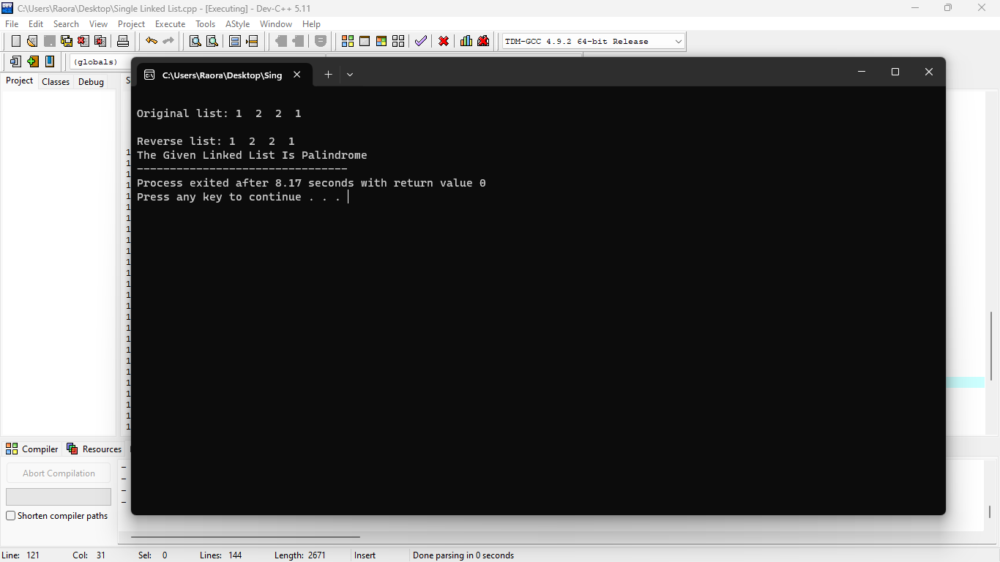 C:\Users\Raora\Desktop\Single Linked List.cpp - [Executing] - Dev-C++ 5.11
File Edit Search View Project Execute Tools AStyle Window Help
TDM-GCC 4.9.2 64-bit Release
(globals)
Project Classes Debug
C:\Users\Raora\Desktop\Sing
Original list: 1 2 2 1
Reverse list: 1 2 2 1
The Given Linked List Is Palindrome
--------------------------------
Process exited after 8.17 seconds with return value 0
Press any key to continue . . .
Compiler Resources
Abort Compilation
Shorten compiler paths
Line: 121 Col: 31 Sel: 0 Lines: 144 Length: 2671 Insert Done parsing in 0 seconds